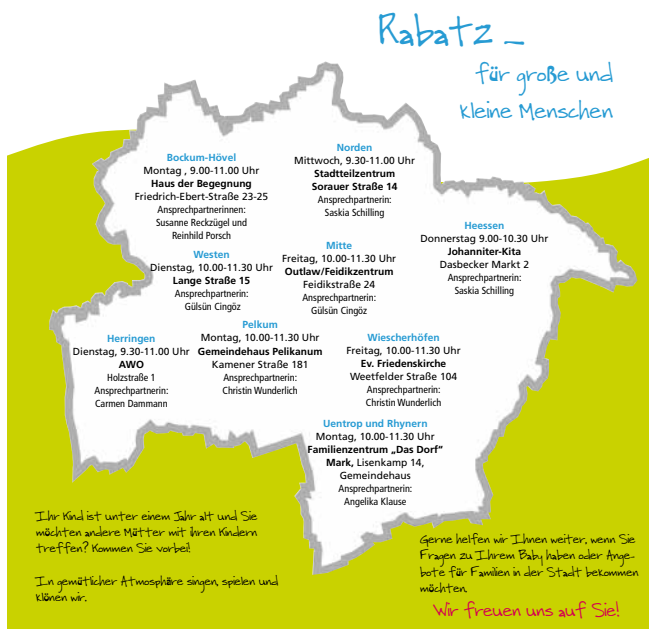 Rabatz –
für große und
kleine Menschen
Bockum-Hövel
Montag , 9.00-11.00 Uhr
Haus der Begegnung
Friedrich-Ebert-Straße 23-25
Ansprechpartnerinnen:
Susanne Reckzügel und
Reinhild Porsch
Norden
Mittwoch, 9.30-11.00 Uhr
Stadtteilzentrum
Sorauer Straße 14
Ansprechpartnerin:
Saskia Schilling
Heessen
Donnerstag 9.00-10.30 Uhr
Johanniter-Kita
Dasbecker Markt 2
Ansprechpartnerin:
Saskia Schilling
Westen
Dienstag, 10.00-11.30 Uhr
Lange Straße 15
Ansprechpartnerin:
Gülsün Cingöz
Mitte
Freitag, 10.00-11.30 Uhr
Outlaw/Feidikzentrum
Feidikstraße 24
Ansprechpartnerin:
Gülsün Cingöz
Herringen
Dienstag, 9.30-11.00 Uhr
AWO
Holzstraße 1
Ansprechpartnerin:
Carmen Dammann
Pelkum
Montag, 10.00-11.30 Uhr
Gemeindehaus Pelikanum
Kamener Straße 181
Ansprechpartnerin:
Christin Wunderlich
Wiescherhöfen
Freitag, 10.00-11.30 Uhr
Ev. Friedenskirche
Weetfelder Straße 104
Ansprechpartnerin:
Christin Wunderlich
Uentrop und Rhynern
Montag, 10.00-11.30 Uhr
Familienzentrum „Das Dorf“
Mark, Lisenkamp 14,
Gemeindehaus
Ansprechpartnerin:
Angelika Klause
Ihr Kind ist unter einem Jahr alt und Sie
möchten andere Mütter mit ihren Kindern
treffen? Kommen Sie vorbei!
In gemütlicher Atmosphäre singen, spielen und
klönen wir.
Gerne helfen wir Ihnen weiter, wenn Sie
Fragen zu Ihrem Baby haben oder Ange-
bote für Familien in der Stadt bekommen
möchten.
Wir freuen uns auf Sie!